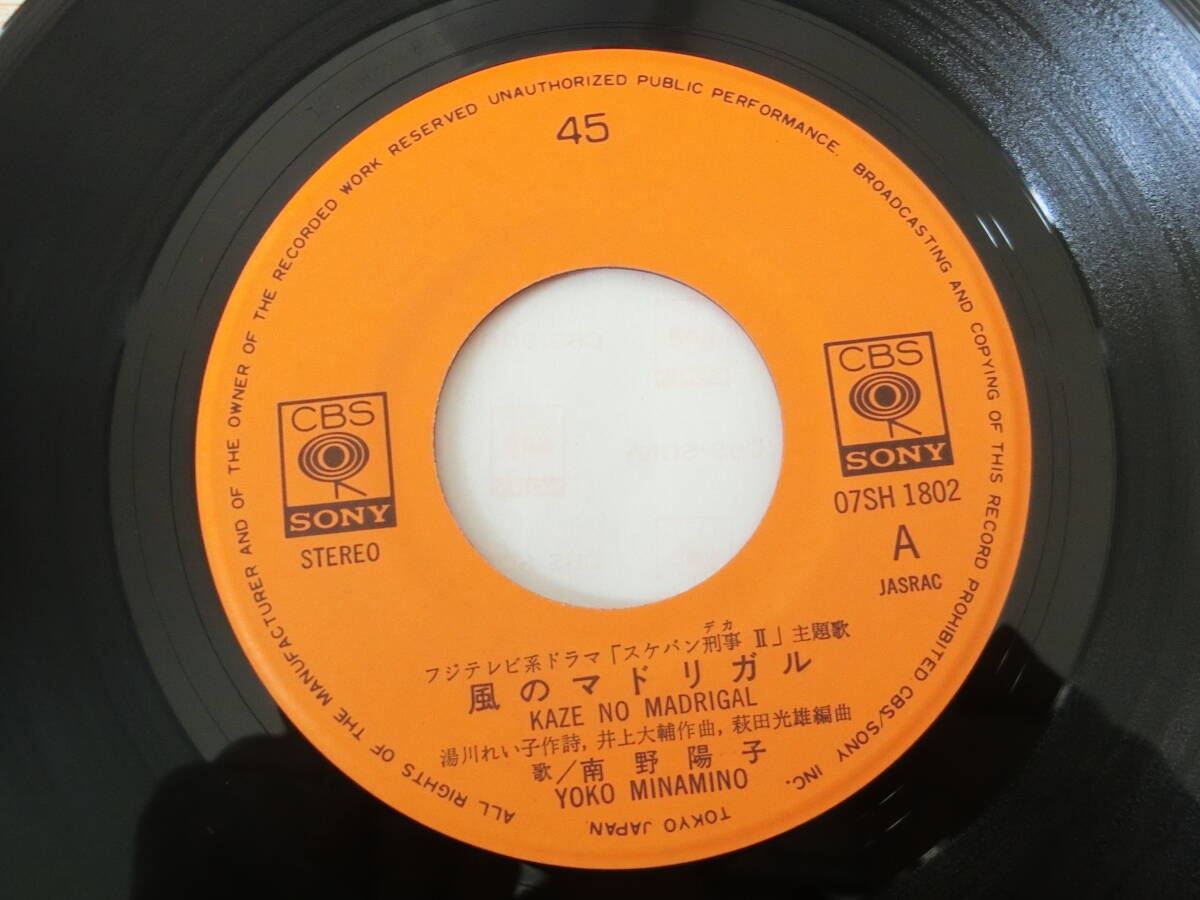 45
CBS
SONY
STEREO
CBS
SONY
07SH 1802
A
JASRAC
デカ
フジテレビ系ドラマ「スケバン刑事 Ⅱ」主題歌
風のマドリガル
KAZE NO MADRIGAL
湯川れい子作詩, 井上大輔作曲, 萩田光雄編曲
歌/南野陽子
YOKO MINAMINO
ALL RIGHTS OF THE MANUFACTURER AND OF THE OWNER OF THE RECORDED WORK RESERVED UNAUTHORIZED PUBLIC PERFORMANCE. BROADCASTING AND COPYING OF THIS RECORD PROHIBITED CBS/SONY INC.
TOKYO JAPAN.